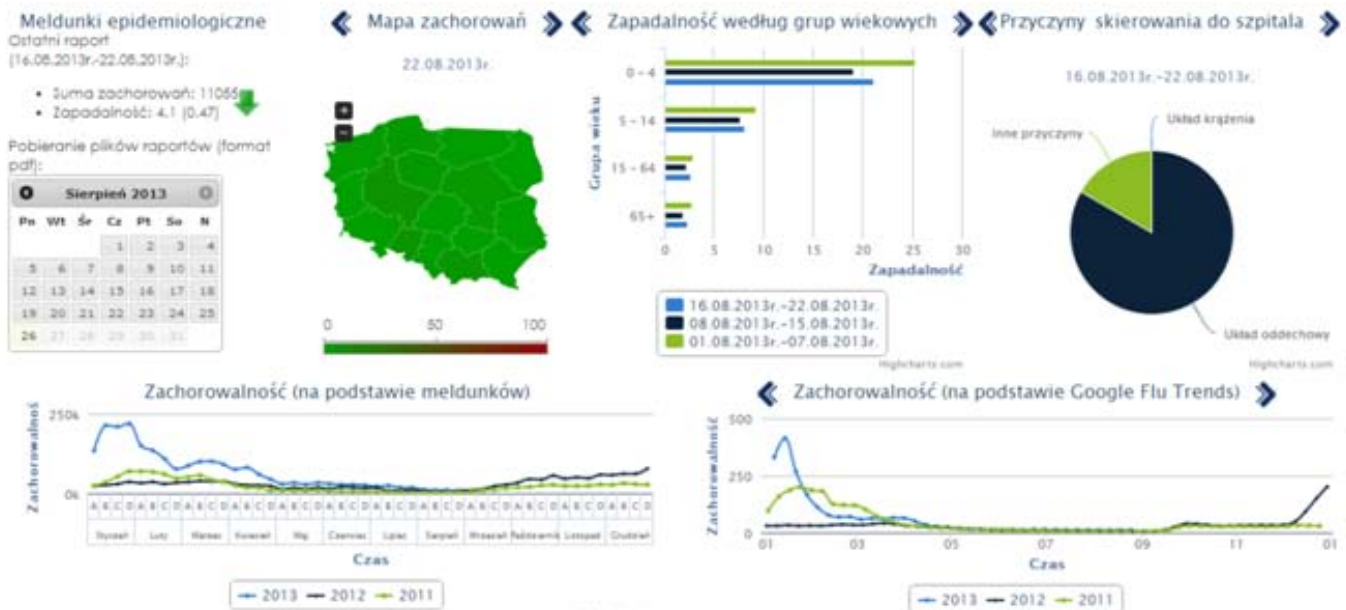 Meldunki epidemiologiczne
Ostatni raport
(16.08.2013r.-22.08.2013r.):
• Suma zachorowań: 11055
• Zapadalność: 4.1 (0.47)
Pobieranie plików raportów (format
pdf):
Sierpień 2013
Pn Wt Śr Cz Pt So N
1 2 3 4
5 6 7 8 9 10 11
12 13 14 15 16 17 18
19 20 21 22 23 24 25
26 27 28 29 30 31
Mapa zachorowań
22.08.2013r.
+
−
0 50 100
Zapadalność według grup wiekowych
Grupa wieku
0 - 4
5 - 14
15 - 64
65+
0 5 10 15 20 25 30
Zapadalność
16.08.2013r.-22.08.2013r.
08.08.2013r.-15.08.2013r.
01.08.2013r.-07.08.2013r.
Highcharts.com
Przyczyny skierowania do szpitala
16.08.2013r.-22.08.2013r.
Układ krążenia
Inne przyczyny
Układ oddechowy
Highcharts.com
Zachorowalność (na podstawie meldunków)
Zachorowalnoś
250k
0k
A B C D A B C D A B C D A B C D A B C D A B C D A B C D A B C D A B C D A B C D A B C D A B C D
Styczeń Luty Marzec Kwiecień Maj Czerwiec Lipiec Sierpień Wrzesień Październik Listopad Grudzień
Czas
2013 2012 2011
Zachorowalność (na podstawie Google Flu Trends)
Zachorowalność
500
250
0
01 03 05 07 09 11 01
Czas
2013 2012 2011